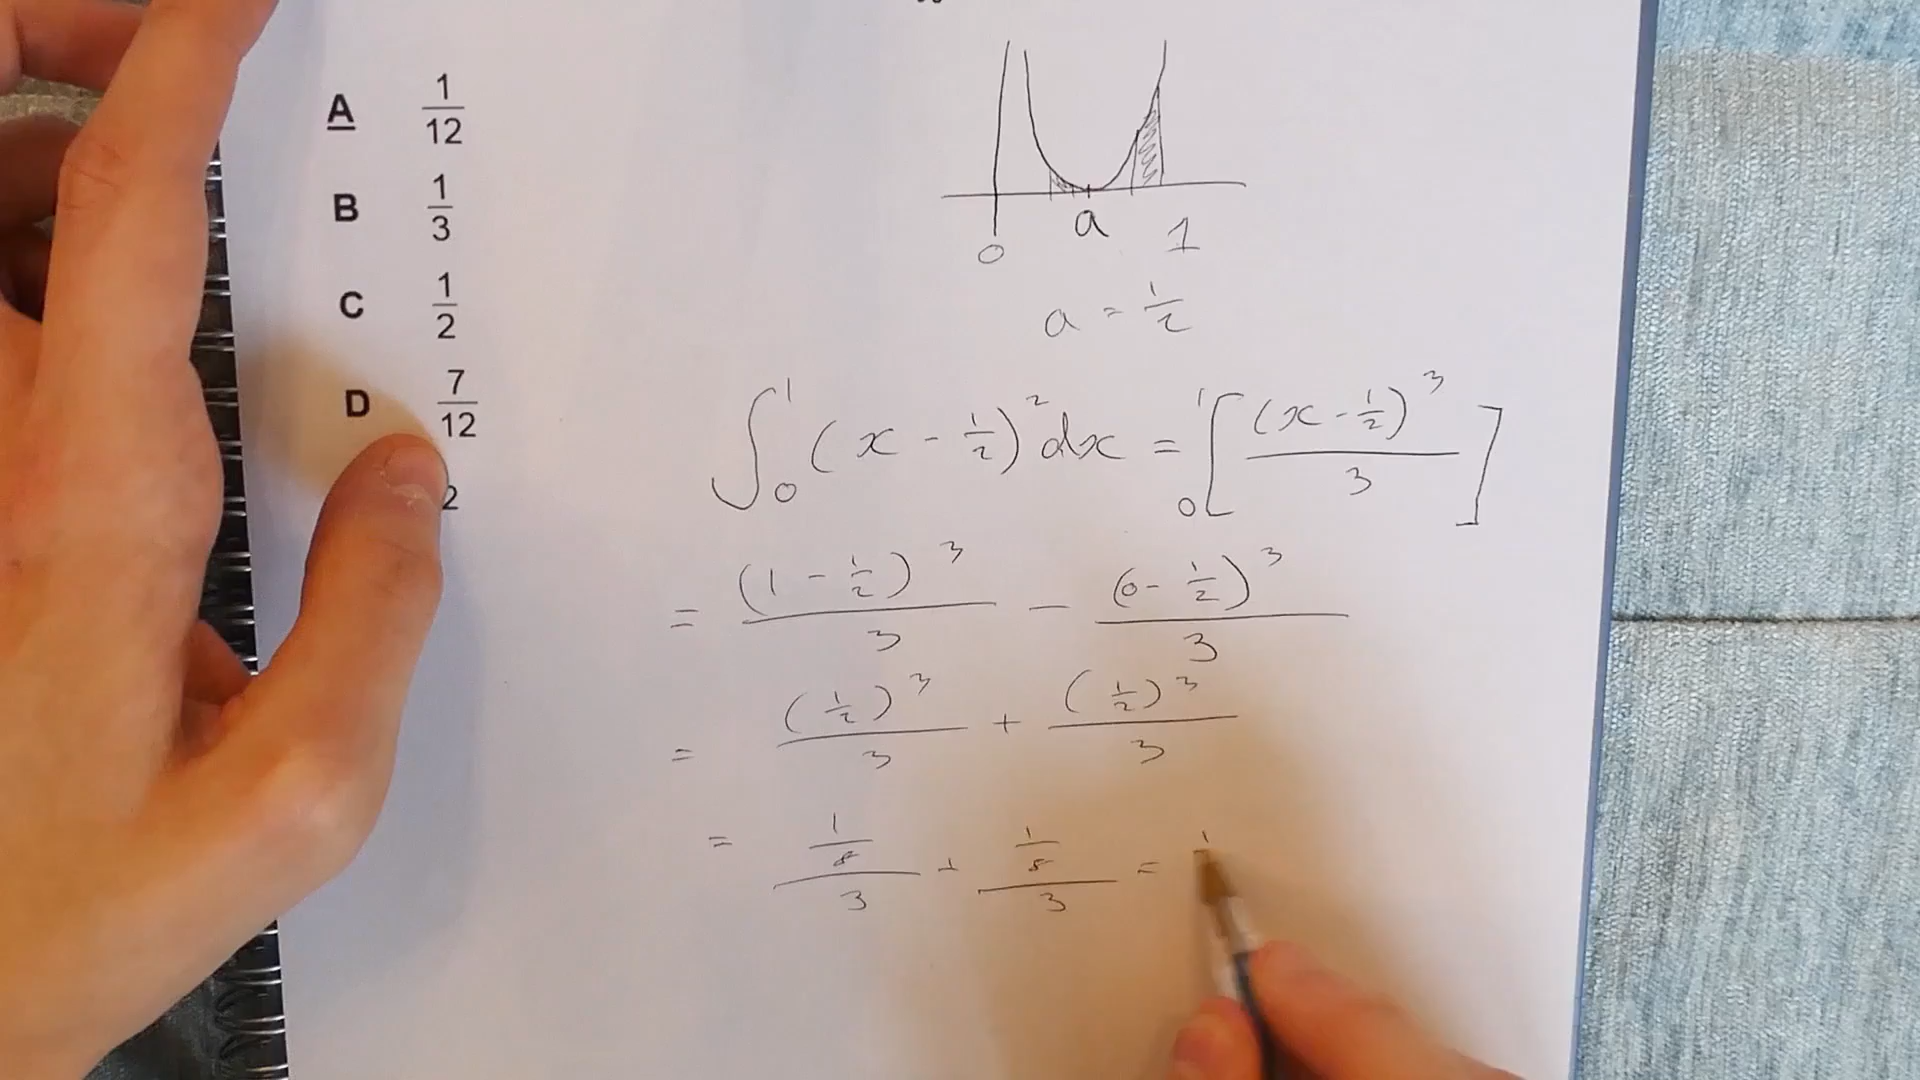 A 1/12
B 1/3
C 1/2
D 7/12
2
0 a 1
a = 1/2
∫₀¹ (x - 1/2)² dx = ₀¹[(x - 1/2)³/3]
= (1 - 1/2)³/3 - (0 - 1/2)³/3
= (1/2)³/3 + (1/2)³/3
= (1/8)/3 + (1/8)/3 = 1